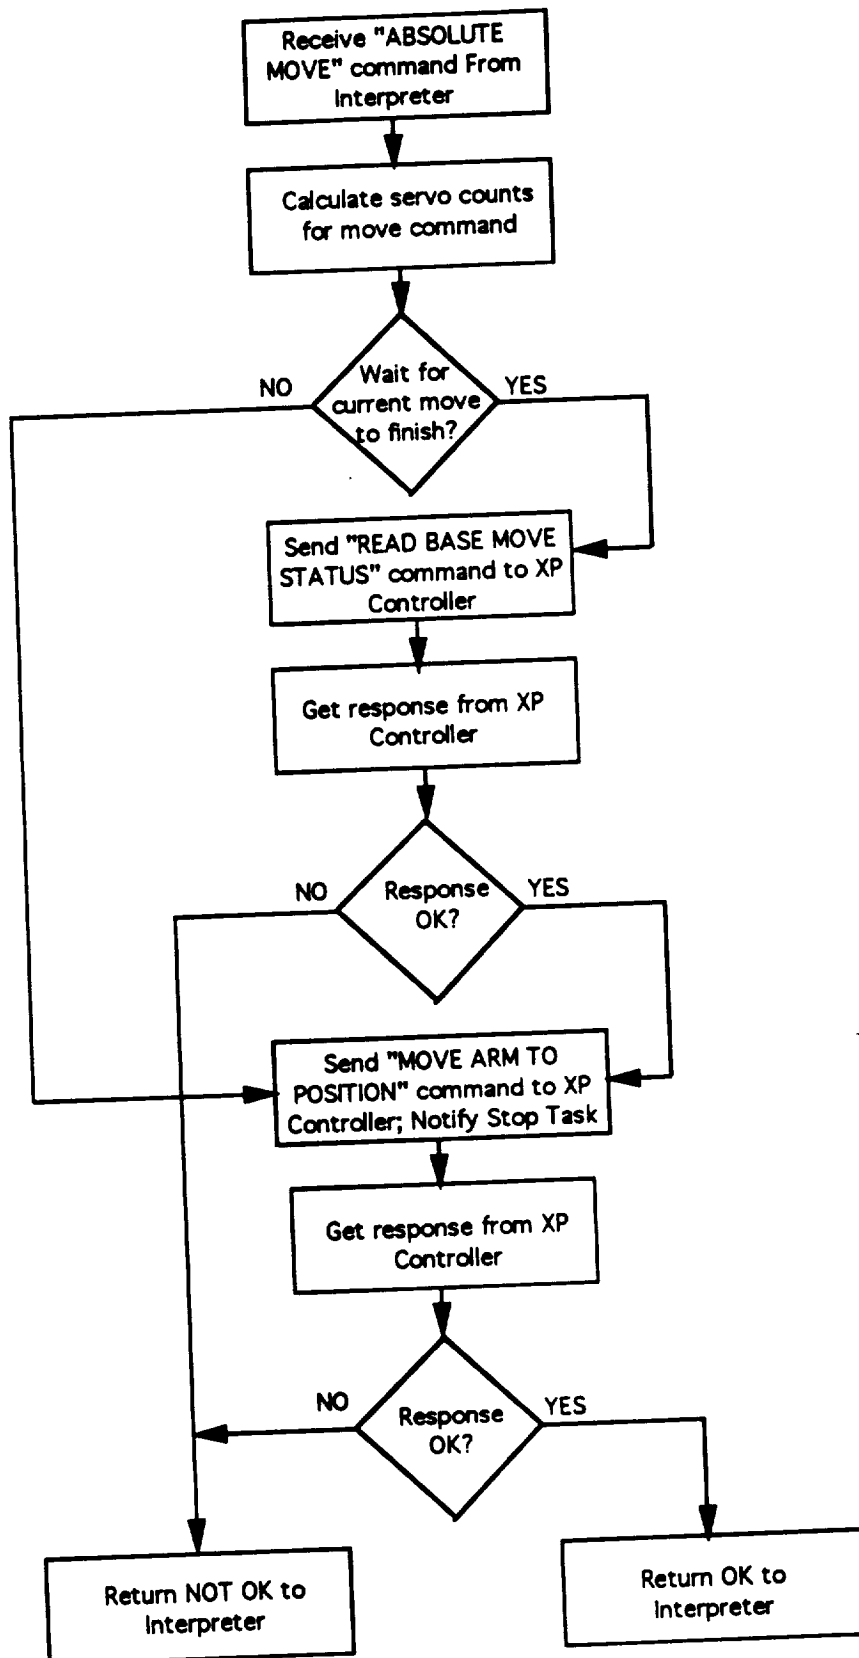 Receive "ABSOLUTE
MOVE" command From
Interpreter
Calculate servo counts
for move command
Wait for
current move
to finish?
NO
YES
Send "READ BASE MOVE
STATUS" command to XP
Controller
Get response from XP
Controller
Response
OK?
NO
YES
Send "MOVE ARM TO
POSITION" command to XP
Controller; Notify Stop Task
Get response from XP
Controller
Response
OK?
NO
YES
Return NOT OK to
Interpreter
Return OK to
Interpreter